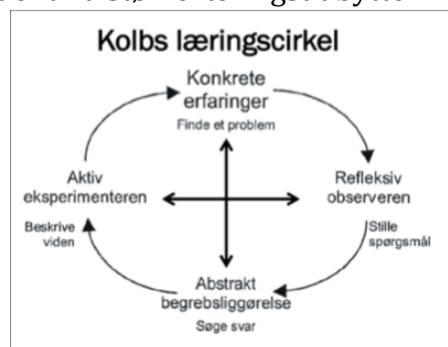 Kolbs læringscirkel
Konkrete
erfaringer
Finde et problem
Refleksiv
observeren
Stille
spørgsmål
Abstrakt
begrebsliggørelse
Søge svar
Aktiv
eksperimenteren
Beskrive
viden